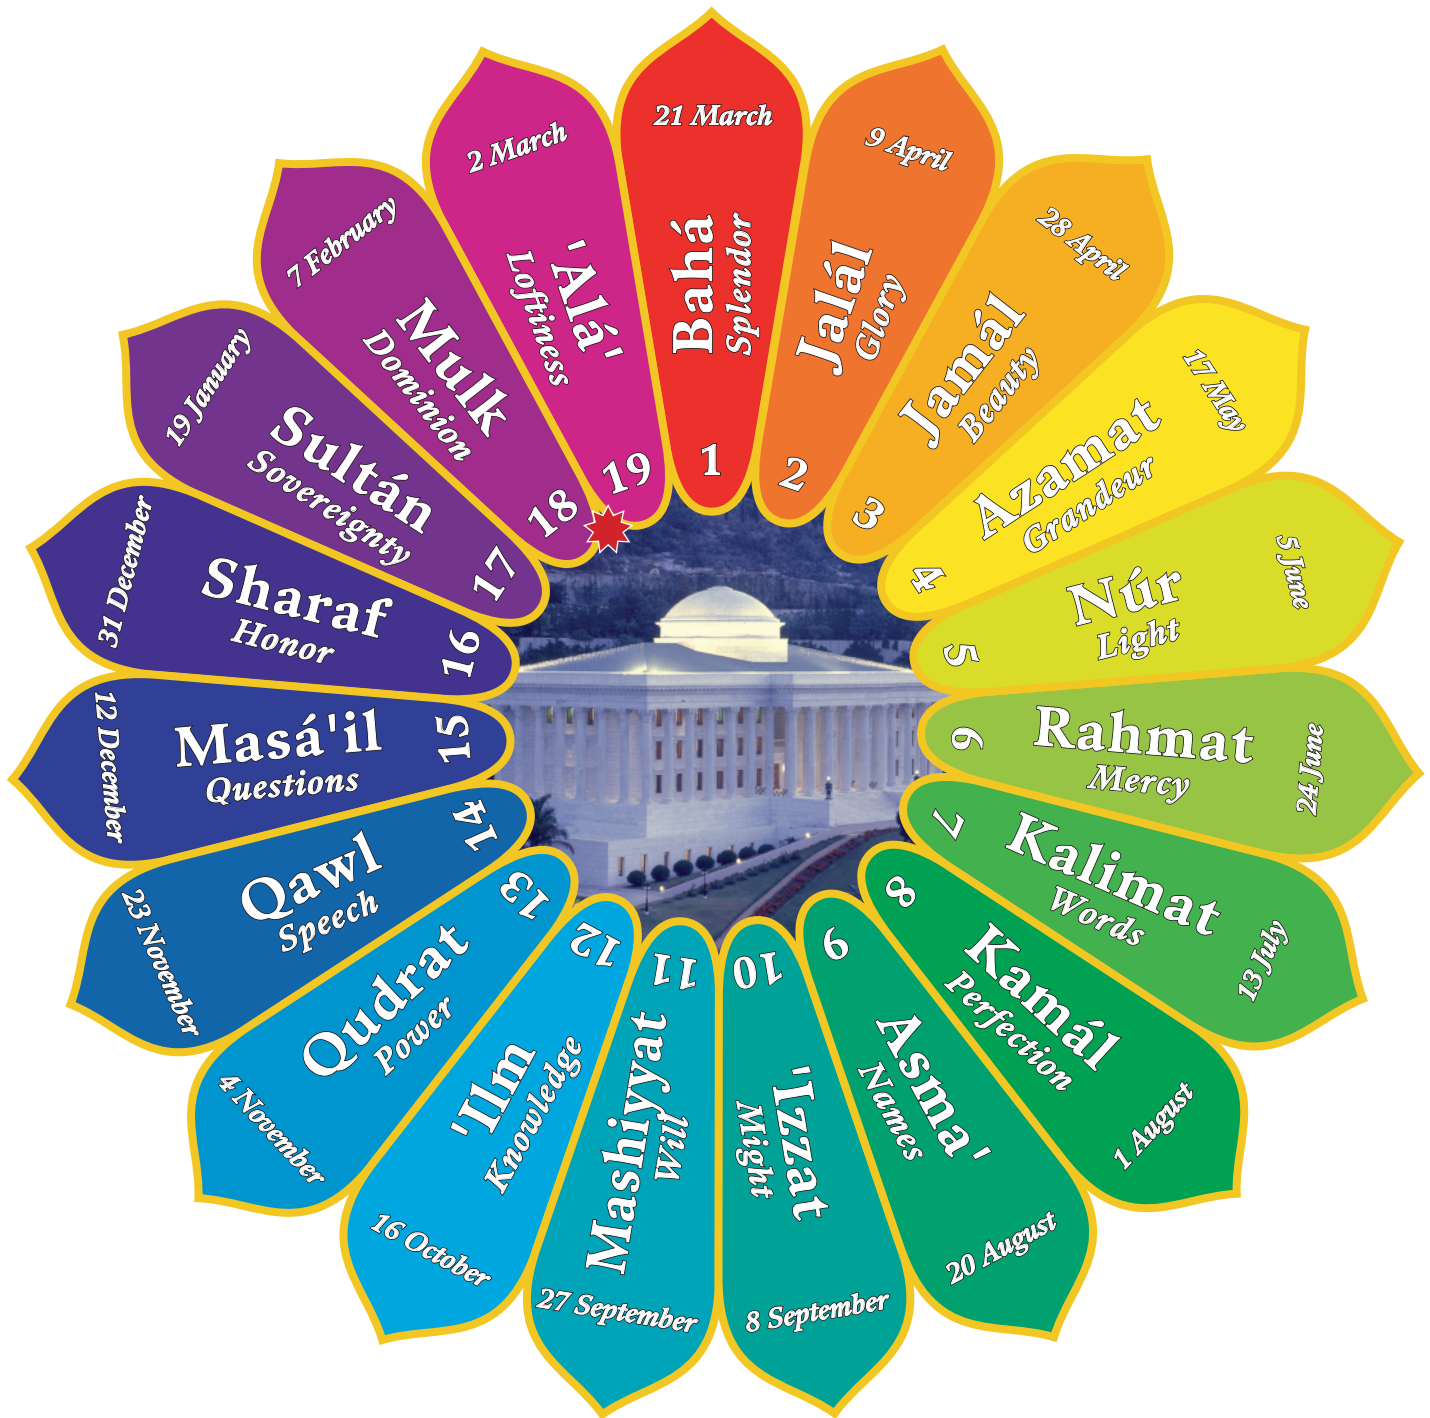 21 March
Bahá
Splendor
1
9 April
Jalál
Glory
2
28 April
Jamál
Beauty
3
17 May
Azamat
Grandeur
4
5 June
Núr
Light
5
24 June
Rahmat
Mercy
6
13 July
Kalimat
Words
7
1 August
Kamál
Perfection
8
20 August
Asma'
Names
9
8 September
'Izzat
Might
10
27 September
Mashiyyat
Will
11
16 October
'Ilm
Knowledge
12
4 November
Qudrat
Power
13
23 November
Qawl
Speech
14
12 December
Masá'il
Questions
15
31 December
Sharaf
Honor
16
19 January
Sultán
Sovereignty
17
7 February
Mulk
Dominion
18
2 March
'Alá'
Loftiness
19